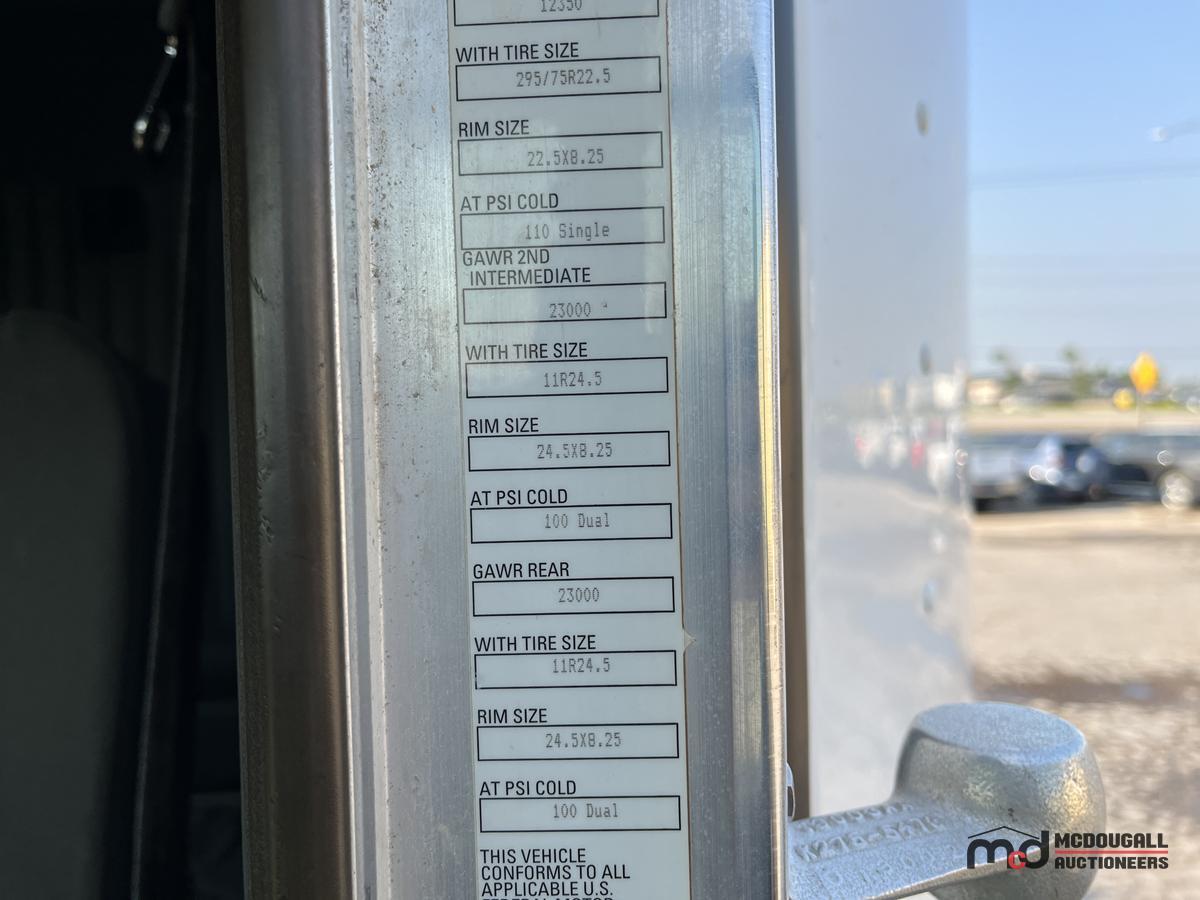 12350
WITH TIRE SIZE
295/75R22.5
RIM SIZE
22.5X8.25
AT PSI COLD
110 Single
GAWR 2ND
INTERMEDIATE
23000
WITH TIRE SIZE
11R24.5
RIM SIZE
24.5X8.25
AT PSI COLD
100 Dual
GAWR REAR
23000
WITH TIRE SIZE
11R24.5
RIM SIZE
24.5X8.25
AT PSI COLD
100 Dual
THIS VEHICLE
CONFORMS TO ALL
APPLICABLE U.S.
FEDERAL MOTOR
mcd MCDOUGALL
AUCTIONEERS